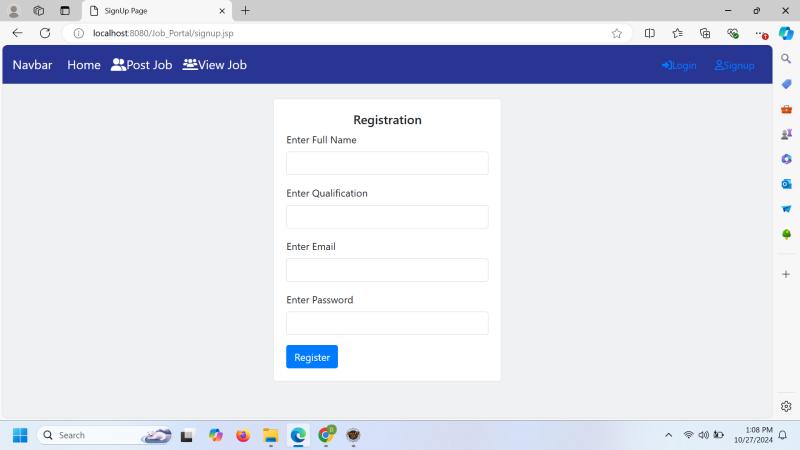 SignUp Page
localhost:8080/Job_Portal/signup.jsp
Navbar Home Post Job View Job Login Signup
Registration
Enter Full Name
Enter Qualification
Enter Email
Enter Password
Register
Search
1:08 PM
10/27/2024